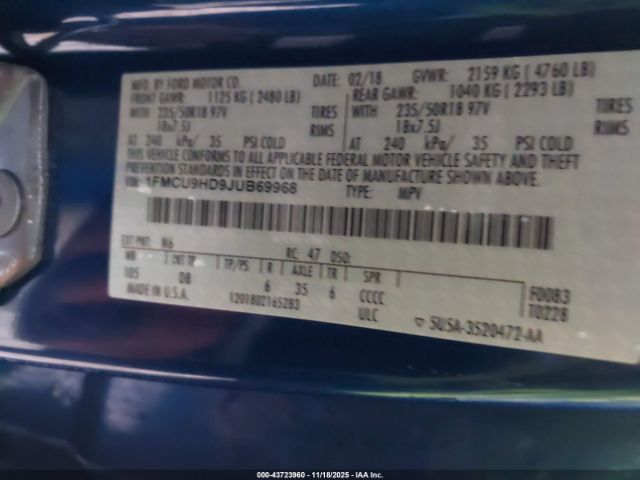 MFD. BY FORD MOTOR CO. DATE: 02/18 GVWR: 2159 KG ( 4760 LB)
FRONT GAWR: 1125 KG ( 2480 LB) REAR GAWR: 1040 KG ( 2293 LB)
WITH 235/50R18 97V TIRES WITH 235/50R18 97V TIRES
18x7.5J RIMS 18x7.5J RIMS
AT 240 kPa/ 35 PSI COLD AT 240 kPa/ 35 PSI COLD
THIS VEHICLE CONFORMS TO ALL APPLICABLE FEDERAL MOTOR VEHICLE SAFETY AND THEFT
PREVENTION STANDARDS IN EFFECT ON THE DATE OF MANUFACTURE SHOWN ABOVE.
VIN: 1FMCU9HD9JUB69968 TYPE: MPV
EXT PNT: N6 RC: 47 DSO:
WB INT TR TP/PS R AXLE TR SPR
105 DB 6 35 6 CCCC F0083
MADE IN U.S.A. 1201802165283 ULC T0228
5U5A-3520472-AA
000-43723960 - 11/18/2025 - IAA Inc.